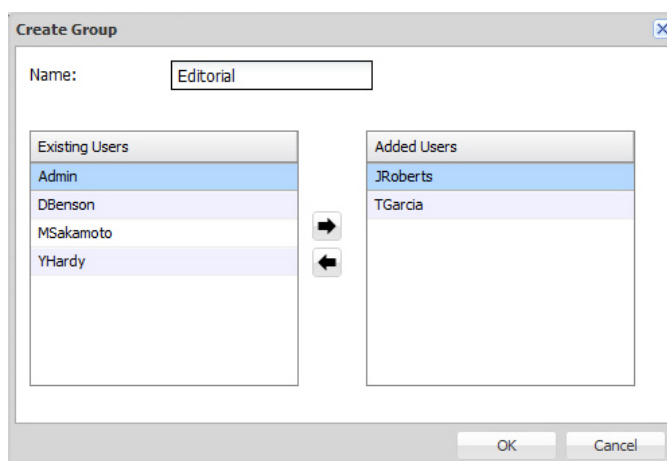 Create Group
Name:
Editorial
Existing Users
Admin
DBenson
MSakamoto
YHardy
Added Users
JRoberts
TGarcia
OK
Cancel